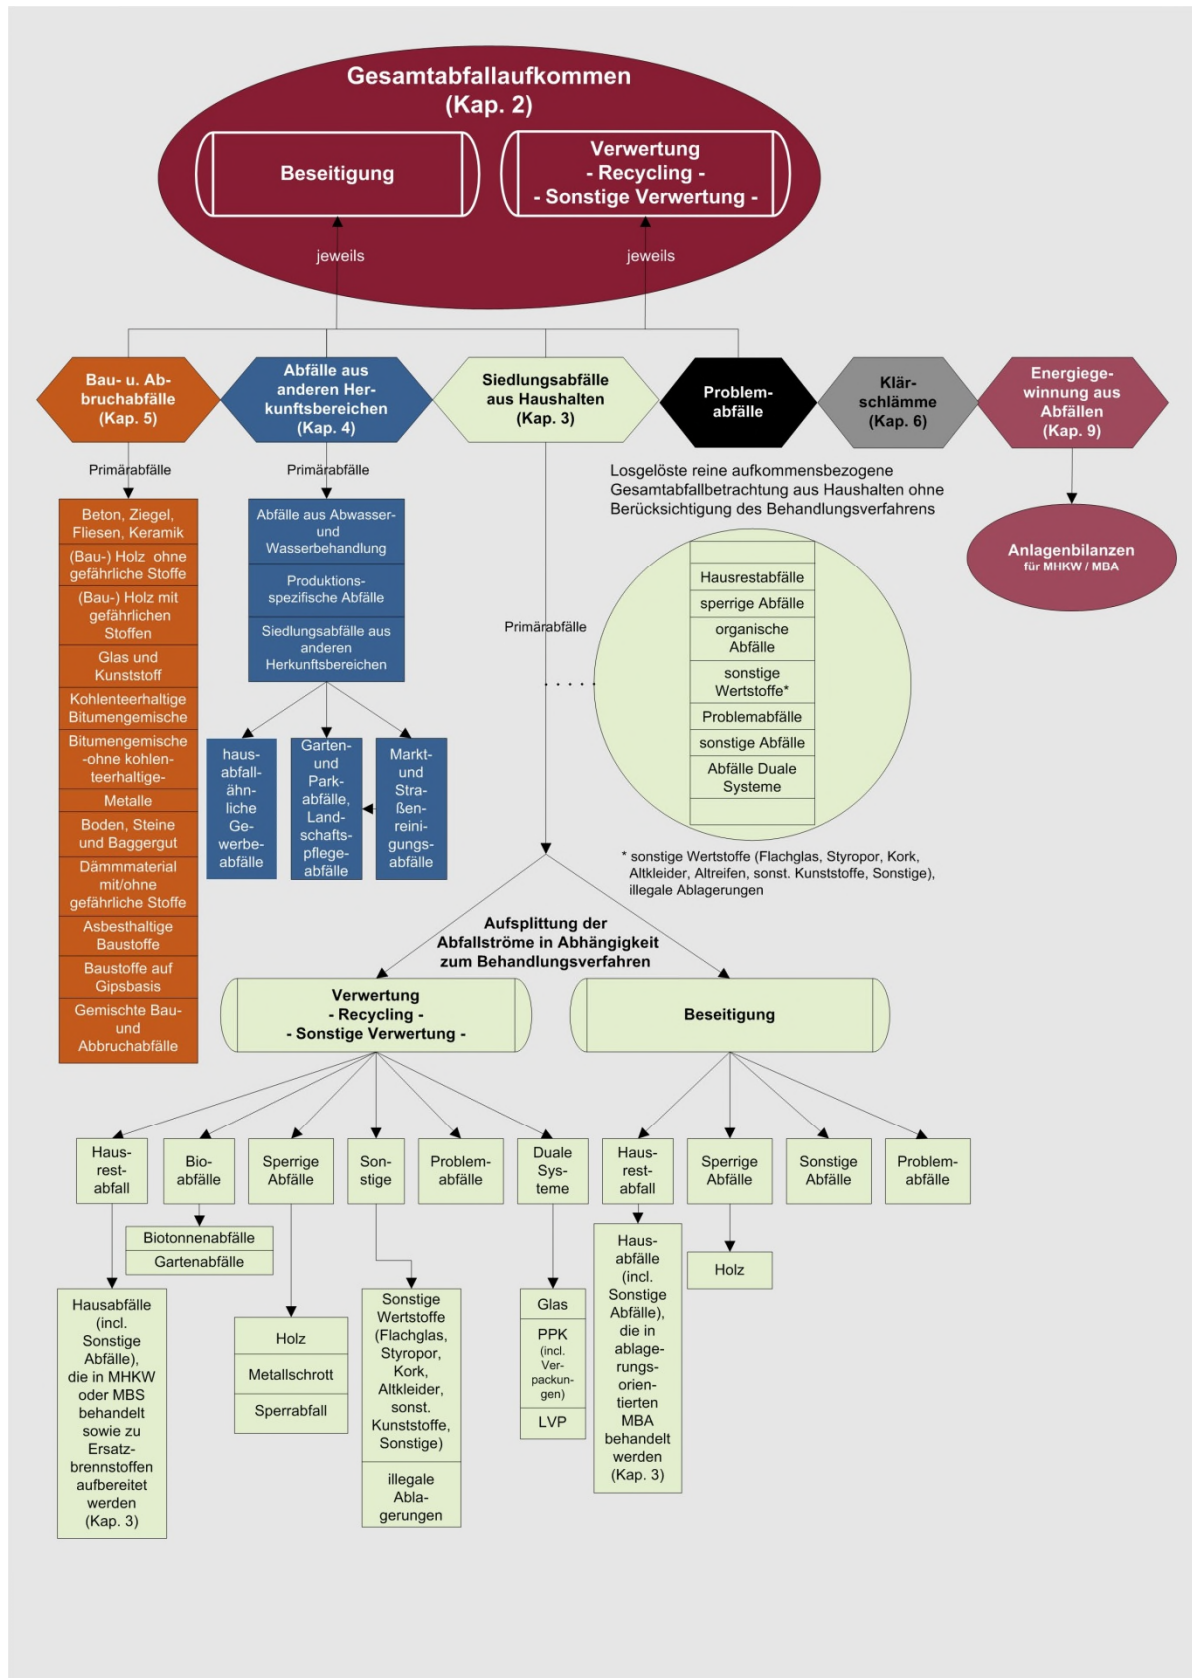 Gesamtabfallaufkommen
(Kap. 2)
Beseitigung
Verwertung
- Recycling -
- Sonstige Verwertung -
jeweils
jeweils
Bau- u. Ab-
bruchabfälle
(Kap. 5)
Abfälle aus
anderen Her-
kunftsbereichen
(Kap. 4)
Siedlungsabfälle
aus Haushalten
(Kap. 3)
Problem-
abfälle
Klär-
schlämme
(Kap. 6)
Energiege-
winnung aus
Abfällen
(Kap. 9)
Primärabfälle
Beton, Ziegel,
Fliesen, Keramik
(Bau-) Holz ohne
gefährliche Stoffe
(Bau-) Holz mit
gefährlichen
Stoffen
Glas und
Kunststoff
Kohlenteerhaltige
Bitumengemische
Bitumengemische
-ohne kohlen-
teerhaltige-
Metalle
Boden, Steine
und Baggergut
Dämmmaterial
mit/ohne
gefährliche Stoffe
Asbesthaltige
Baustoffe
Baustoffe auf
Gipsbasis
Gemischte Bau-
und
Abbruchabfälle
Primärabfälle
Abfälle aus Abwasser-
und
Wasserbehandlung
Produktions-
spezifische Abfälle
Siedlungsabfälle aus
anderen
Herkunftsbereichen
haus-
abfall-
ähn-
liche
Ge-
werbe-
abfälle
Garten-
und
Park-
abfälle,
Land-
schafts-
pflege-
abfälle
Markt-
und
Stra-
ßen-
reini-
gungs-
abfälle
Losgelöste reine aufkommensbezogene
Gesamtabfallbetrachtung aus Haushalten ohne
Berücksichtigung des Behandlungsverfahrens
Primärabfälle
Hausrestabfälle
sperrige Abfälle
organische
Abfälle
sonstige
Wertstoffe*
Problemabfälle
sonstige Abfälle
Abfälle Duale
Systeme
* sonstige Wertstoffe (Flachglas, Styropor, Kork,
Altkleider, Altreifen, sonst. Kunststoffe, Sonstige),
illegale Ablagerungen
Anlagenbilanzen
für MHKW / MBA
Aufsplittung der
Abfallströme in Abhängigkeit
zum Behandlungsverfahren
Verwertung
- Recycling -
- Sonstige Verwertung -
Beseitigung
Haus-
rest-
abfall
Bio-
abfälle
Sperrige
Abfälle
Son-
stige
Problem-
abfälle
Duale
Sys-
teme
Haus-
rest-
abfall
Sperrige
Abfälle
Sonstige
Abfälle
Problem-
abfälle
Biotonnenabfälle
Gartenabfälle
Hausabfälle
(incl.
Sonstige
Abfälle),
die in MHKW
oder MBS
behandelt
sowie zu
Ersatz-
brennstoffen
aufbereitet
werden
(Kap. 3)
Holz
Metallschrott
Sperrabfall
Sonstige
Wertstoffe
(Flachglas,
Styropor,
Kork,
Altkleider,
sonst.
Kunststoffe,
Sonstige)
illegale
Abla-
gerungen
Glas
PPK
(incl.
Ver-
packun-
gen)
LVP
Haus-
abfälle
(incl.
Sonstige
Abfälle),
die in
ablage-
rungs-
orien-
tierten
MBA
behandelt
werden
(Kap. 3)
Holz